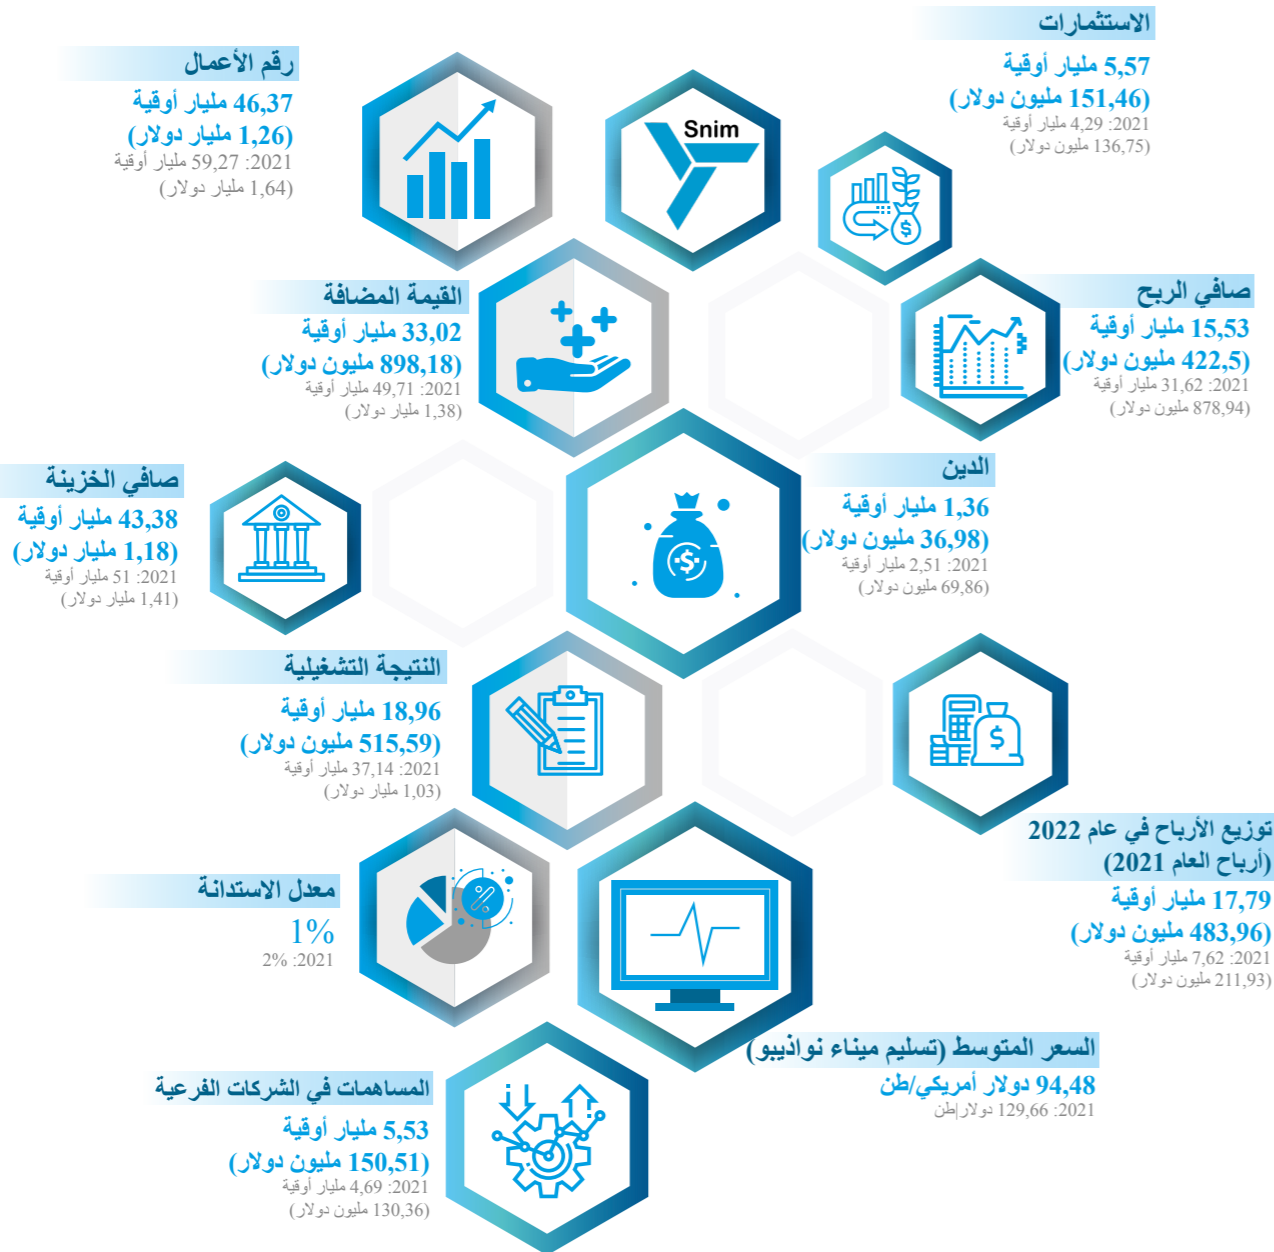 الاستثمارات
5,57 مليار أوقية
(151,46 مليون دولار)
2021: 4,29 مليار أوقية
(136,75 مليون دولار)
رقم الأعمال
46,37 مليار أوقية
(1,26 مليار دولار)
2021: 59,27 مليار أوقية
(1,64 مليار دولار)
Snim
صافي الربح
15,53 مليار أوقية
(422,5 مليون دولار)
2021: 31,62 مليار أوقية
(878,94 مليون دولار)
القيمة المضافة
33,02 مليار أوقية
(898,18 مليون دولار)
2021: 49,71 مليار أوقية
(1,38 مليار دولار)
الدين
1,36 مليار أوقية
(36,98 مليون دولار)
2021: 2,51 مليار أوقية
(69,86 مليون دولار)
صافي الخزينة
43,38 مليار أوقية
(1,18 مليار دولار)
2021: 51 مليار أوقية
(1,41 مليار دولار)
النتيجة التشغيلية
18,96 مليار أوقية
(515,59 مليون دولار)
2021: 37,14 مليار أوقية
(1,03 مليار دولار)
توزيع الأرباح في عام 2022
(أرباح العام 2021)
17,79 مليار أوقية
(483,96 مليون دولار)
2021: 7,62 مليار أوقية
(211,93 مليون دولار)
معدل الاستدانة
1%
2021: 2%
السعر المتوسط (تسليم ميناء نواذيبو)
94,48 دولار أمريكي/طن
2021: 129,66 دولار|طن
المساهمات في الشركات الفرعية
5,53 مليار أوقية
(150,51 مليون دولار)
2021: 4,69 مليار أوقية
(130,36 مليون دولار)